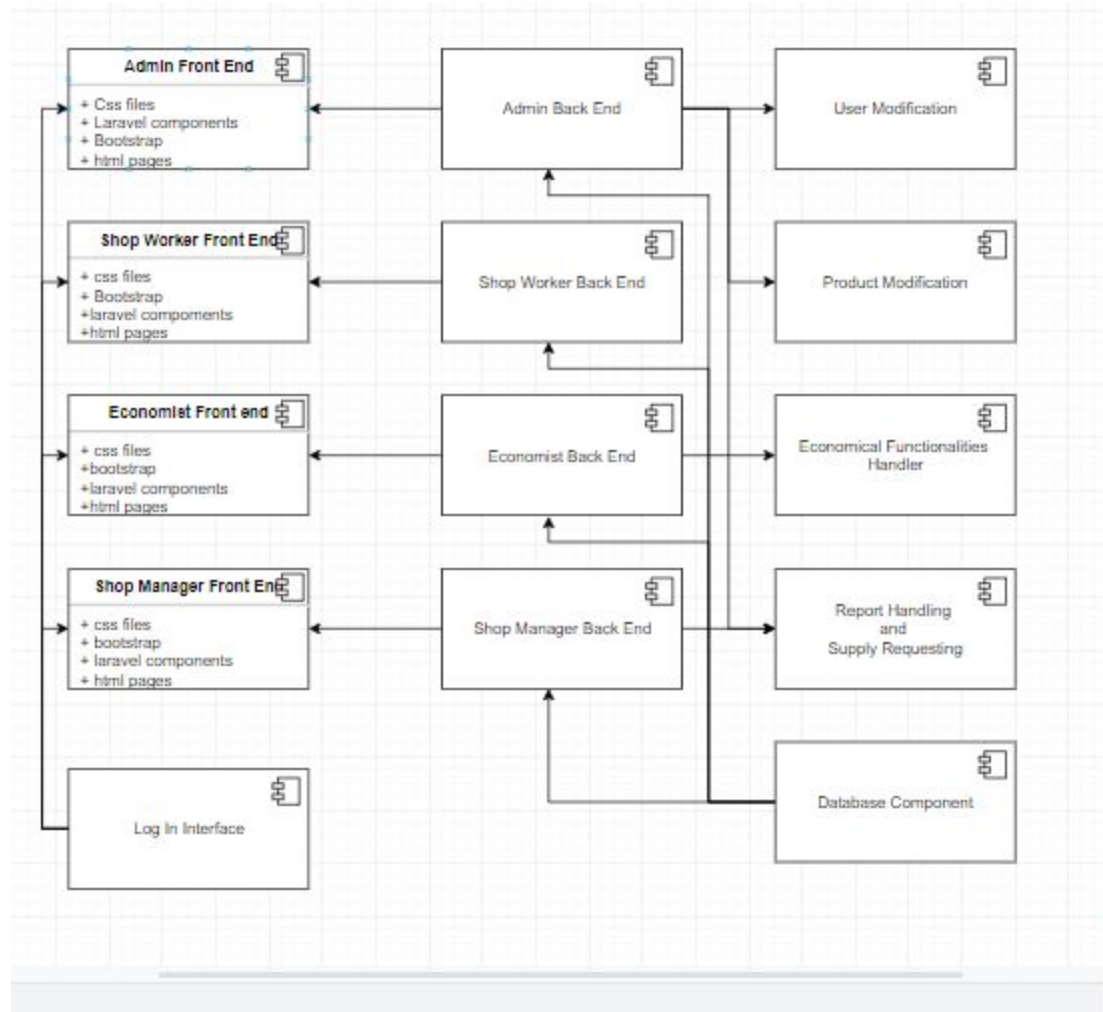 Admin Front End
+ Css files
+ Laravel components
+ Bootstrap
+ html pages
Admin Back End
User Modification
Shop Worker Front End
+ css files
+ Bootstrap
+laravel compoments
+html pages
Shop Worker Back End
Product Modification
Economist Front end
+ css files
+bootstrap
+laravel components
+html pages
Economist Back End
Economical Functionalities
Handler
Shop Manager Front End
+ css files
+ bootstrap
+ laravel components
+ html pages
Shop Manager Back End
Report Handling
and
Supply Requesting
Log In Interface
Database Component